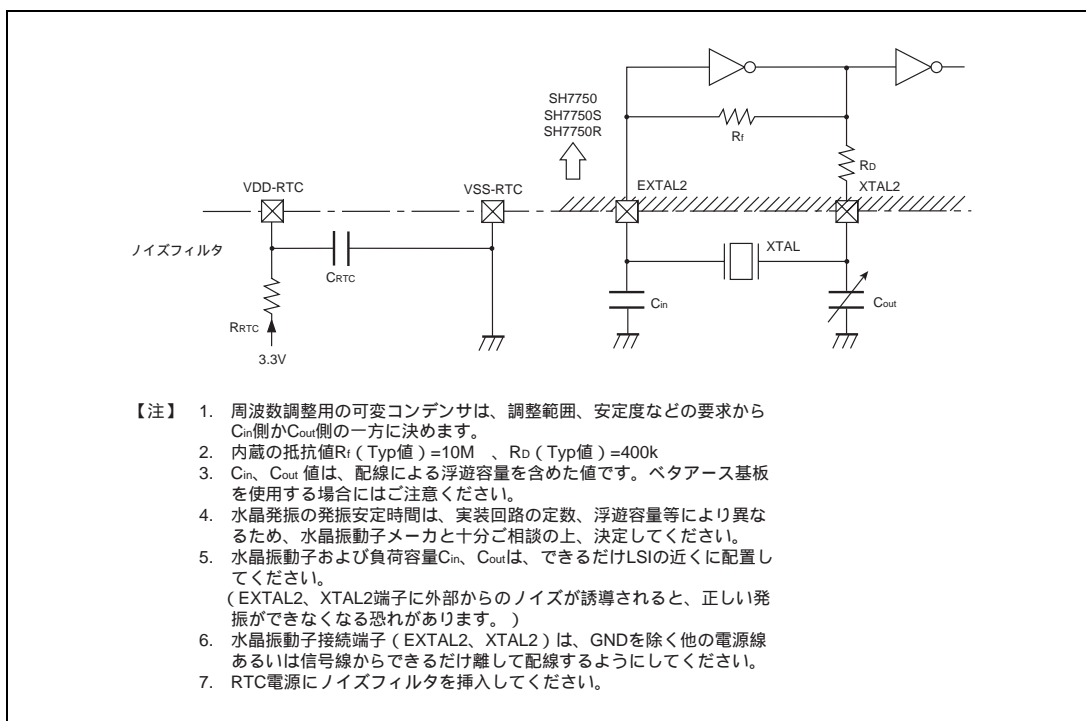 SH7750
SH7750S
SH7750R
Rf
RD
VDD-RTC
VSS-RTC
EXTAL2
XTAL2
ノイズフィルタ
CRTC
XTAL
Cin
Cout
RRTC
3.3V
【注】 1. 周波数調整用の可変コンデンサは、調整範囲、安定度などの要求から
Cin側かCout側の一方に決めます。
2. 内蔵の抵抗値Rf（Typ値）=10M 、RD（Typ値）=400k
3. Cin、Cout 値は、配線による浮遊容量を含めた値です。ベタアース基板
を使用する場合にはご注意ください。
4. 水晶発振の発振安定時間は、実装回路の定数、浮遊容量等により異な
るため、水晶振動子メーカと十分ご相談の上、決定してください。
5. 水晶振動子および負荷容量Cin、Coutは、できるだけLSIの近くに配置し
てください。
（EXTAL2、XTAL2端子に外部からのノイズが誘導されると、正しい発
振ができなくなる恐れがあります。）
6. 水晶振動子接続端子（EXTAL2、XTAL2）は、GNDを除く他の電源線
あるいは信号線からできるだけ離して配線するようにしてください。
7. RTC電源にノイズフィルタを挿入してください。